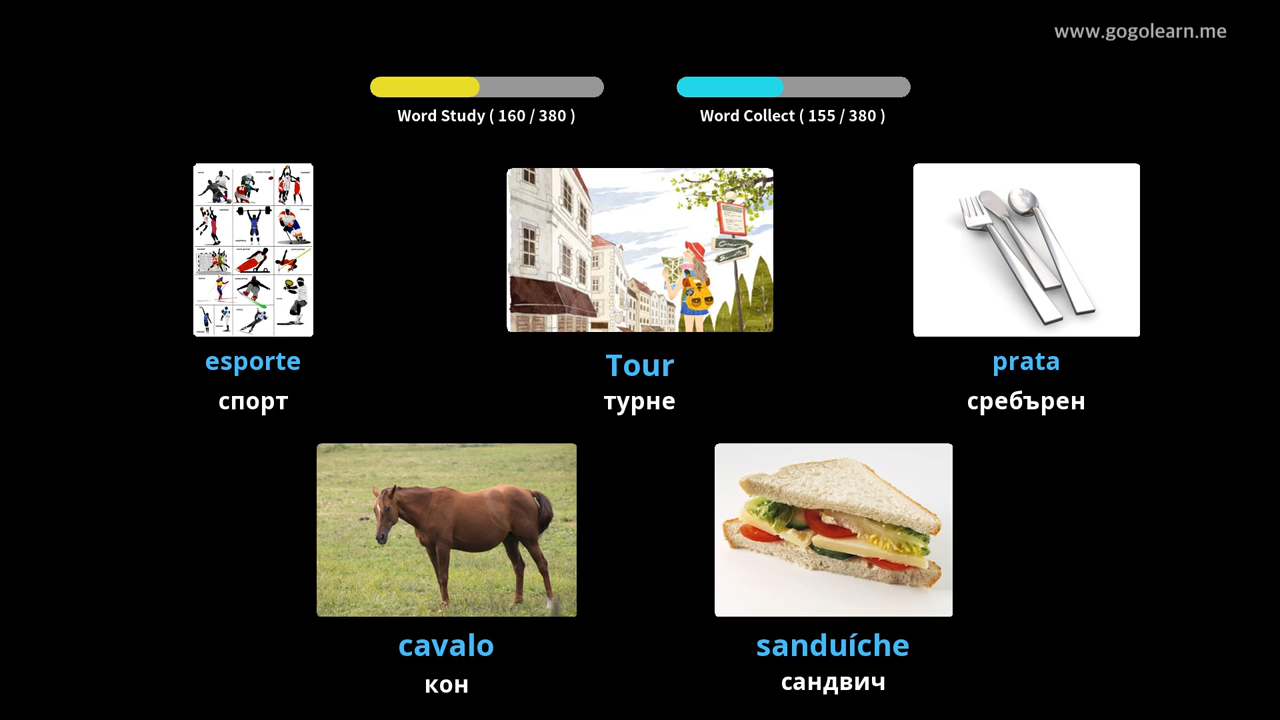 www.gogolearn.me
Word Study ( 160 / 380 )
Word Collect ( 155 / 380 )
esporte
Tour
prata
спорт
турне
сребърен
cavalo
sanduíche
кон
сандвич